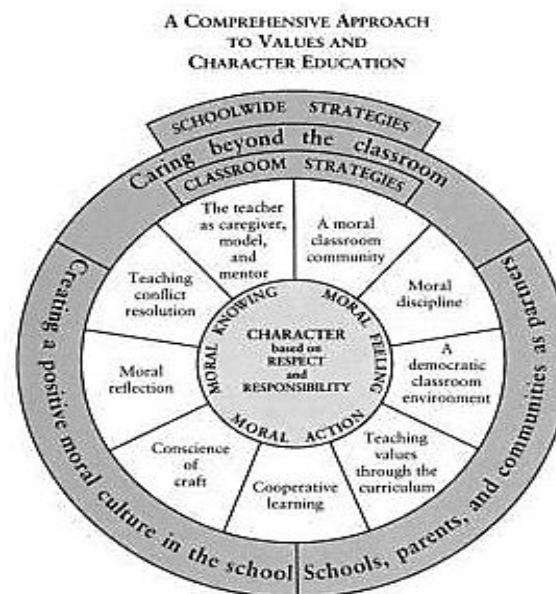 A COMPREHENSIVE APPROACH
TO VALUES AND
CHARACTER EDUCATION
SCHOOLWIDE STRATEGIES
Caring beyond the classroom
CLASSROOM STRATEGIES
The teacher
as caregiver,
model,
and
mentor
A moral
classroom
community
Moral
discipline
A
democratic
classroom
environment
Teaching
values
through the
curriculum
Cooperative
learning
Conscience
of
craft
Moral
reflection
Teaching
conflict
resolution
MORAL KNOWING
MORAL FEELING
MORAL ACTION
CHARACTER
based on
RESPECT
and
RESPONSIBILITY
Creating a positive moral culture in the school
Schools, parents, and communities as partners